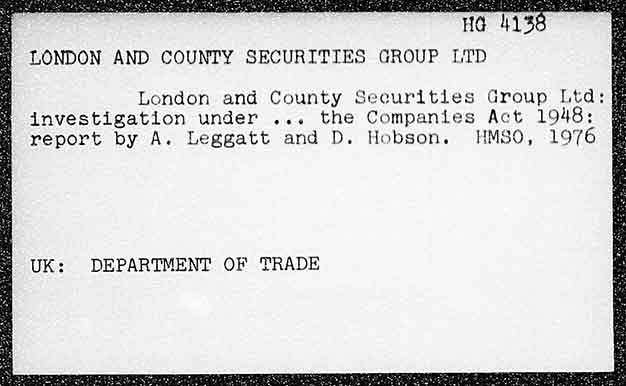 HG 4138
LONDON AND COUNTY SECURITIES GROUP LTD
London and County Securities Group Ltd:
investigation under ... the Companies Act 1948:
report by A. Leggatt and D. Hobson. HMSO, 1976
UK: DEPARTMENT OF TRADE